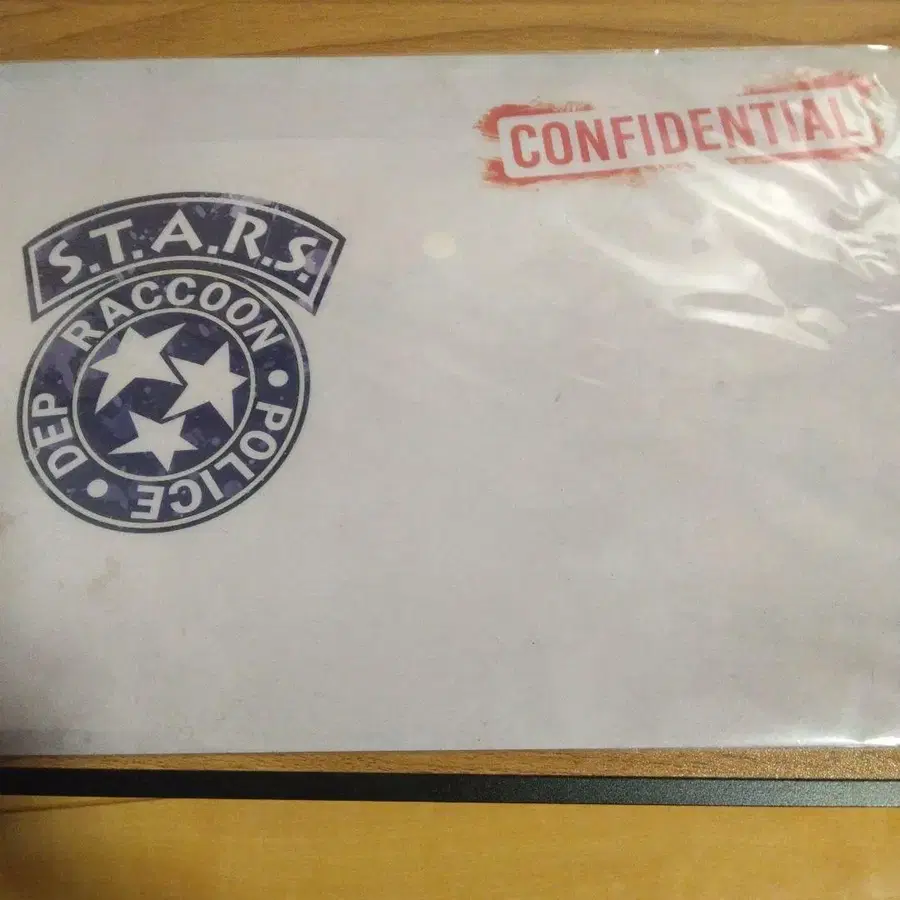 CONFIDENTIAL
S.T.A.R.S.
RACCOON • POLICE • DEP